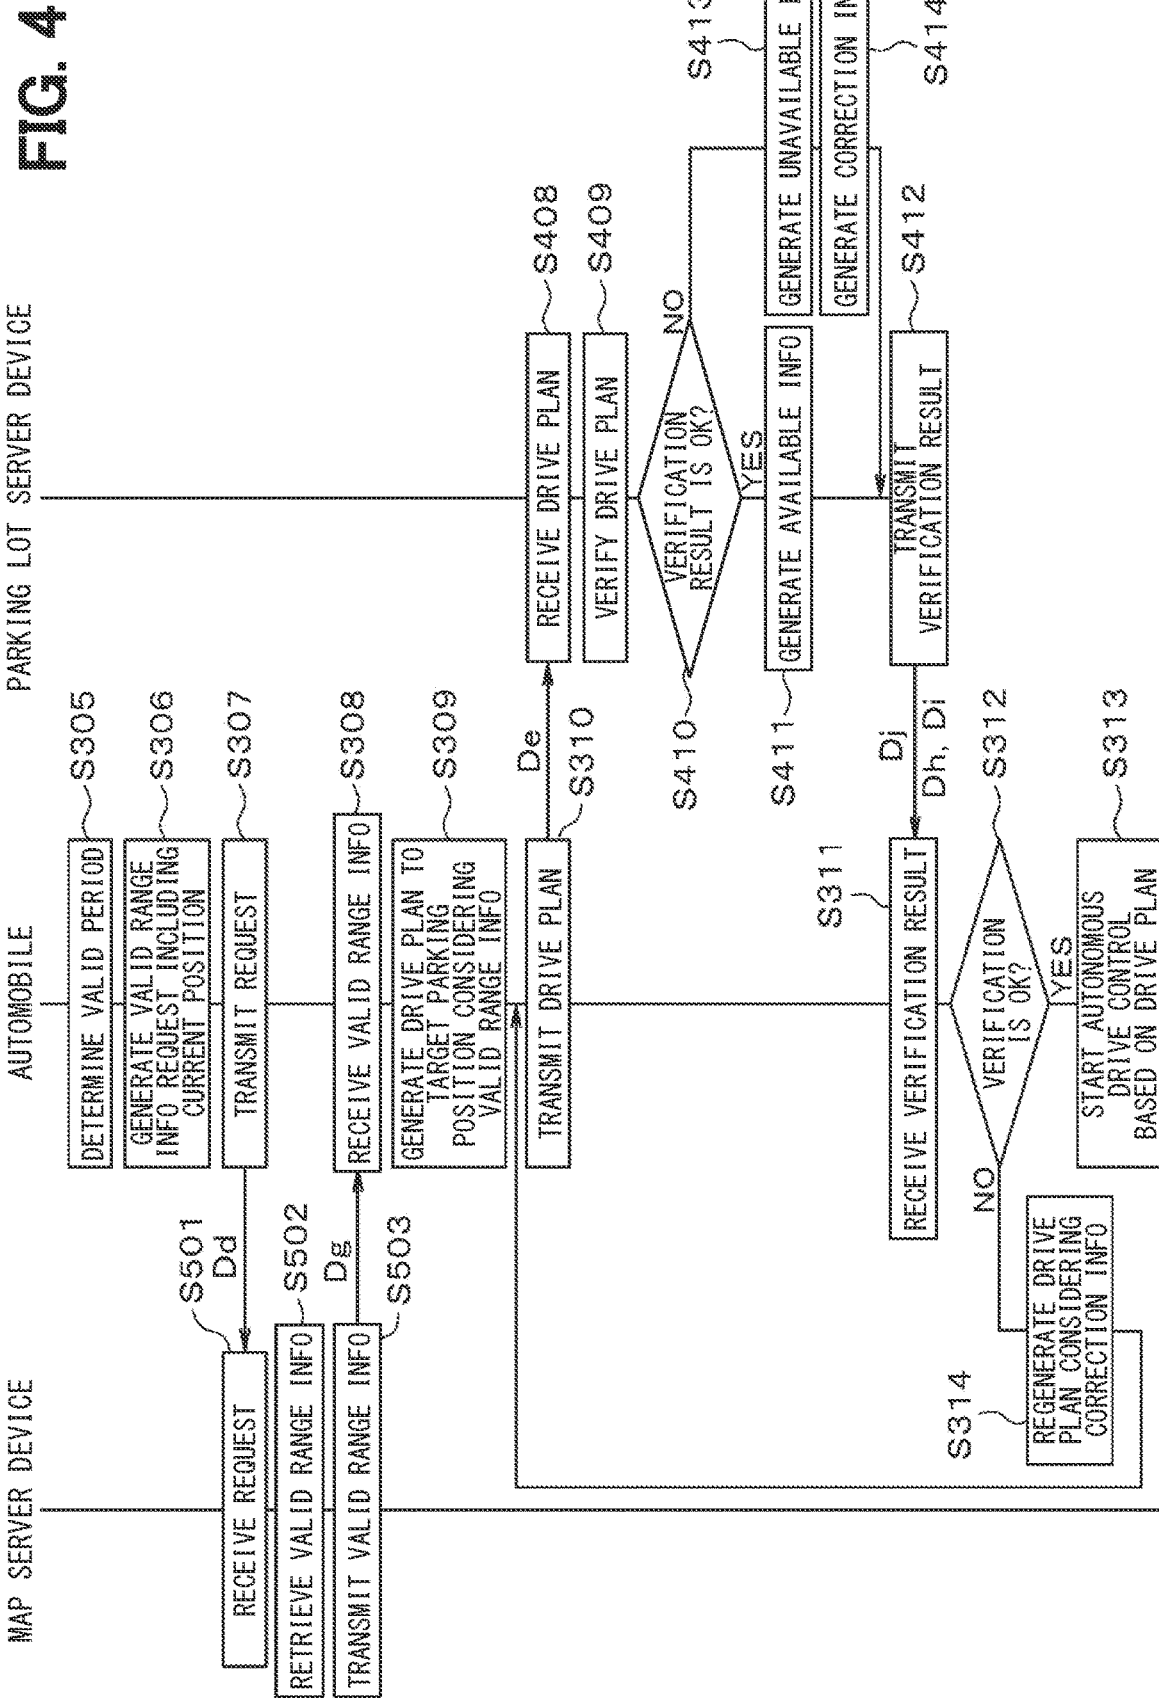 FIG. 4
MAP SERVER DEVICE
AUTOMOBILE
PARKING LOT SERVER DEVICE
DETERMINE VALID PERIOD
S305
GENERATE VALID RANGE
INFO REQUEST INCLUDING
CURRENT POSITION
S306
TRANSMIT REQUEST
S307
S501
Dd
RECEIVE REQUEST
RETRIEVE VALID RANGE INFO
S502
TRANSMIT VALID RANGE INFO
S503
Dg
RECEIVE VALID RANGE INFO
S308
GENERATE DRIVE PLAN TO
TARGET PARKING
POSITION CONSIDERING
VALID RANGE INFO
S309
TRANSMIT DRIVE PLAN
S310
De
RECEIVE DRIVE PLAN
S408
VERIFY DRIVE PLAN
S409
VERIFICATION
RESULT IS OK?
S410
NO
YES
GENERATE AVAILABLE INFO
S411
GENERATE UNAVAILABLE
S413
GENERATE CORRECTION
S414
TRANSMIT
VERIFICATION RESULT
S412
Dj
Dh, Di
RECEIVE VERIFICATION RESULT
S311
VERIFICATION
IS OK?
S312
NO
YES
START AUTONOMOUS
DRIVE CONTROL
BASED ON DRIVE PLAN
S313
REGENERATE DRIVE
PLAN CONSIDERING
CORRECTION INFO
S314